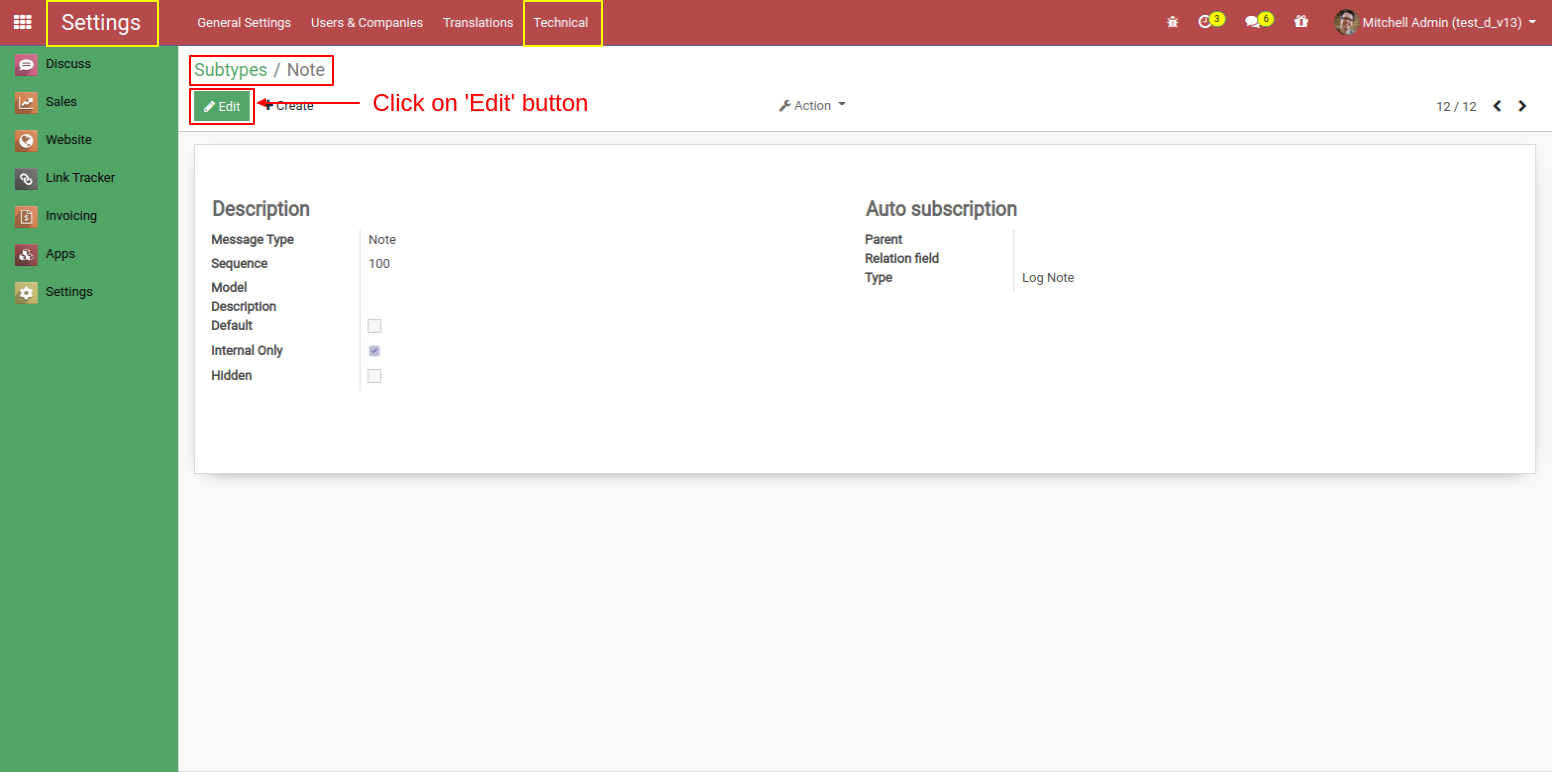 Settings General Settings Users & Companies Translations Technical 3 6 Mitchell Admin (test_d_v13)
Discuss
Sales
Website
Link Tracker
Invoicing
Apps
Settings
Subtypes / Note
Edit Create Click on 'Edit' button Action 12 / 12
Description
Message Type Note
Sequence 100
Model
Description
Default
Internal Only
Hidden
Auto subscription
Parent
Relation field
Type Log Note